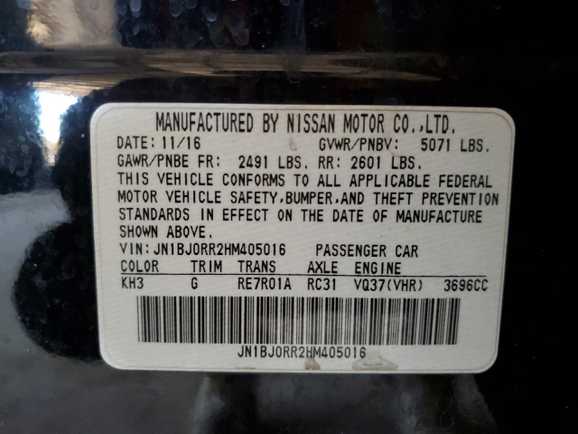 MANUFACTURED BY NISSAN MOTOR CO.,LTD.
DATE: 11/16 GVWR/PNBV: 5071 LBS.
GAWR/PNBE FR: 2491 LBS. RR: 2601 LBS.
THIS VEHICLE CONFORMS TO ALL APPLICABLE FEDERAL
MOTOR VEHICLE SAFETY,BUMPER,AND THEFT PREVENTION
STANDARDS IN EFFECT ON THE DATE OF MANUFACTURE
SHOWN ABOVE.
VIN: JN1BJ0RR2HM405016 PASSENGER CAR
COLOR TRIM TRANS AXLE ENGINE
KH3 G RE7R01A RC31 VQ37(VHR) 3696CC
JN1BJ0RR2HM405016